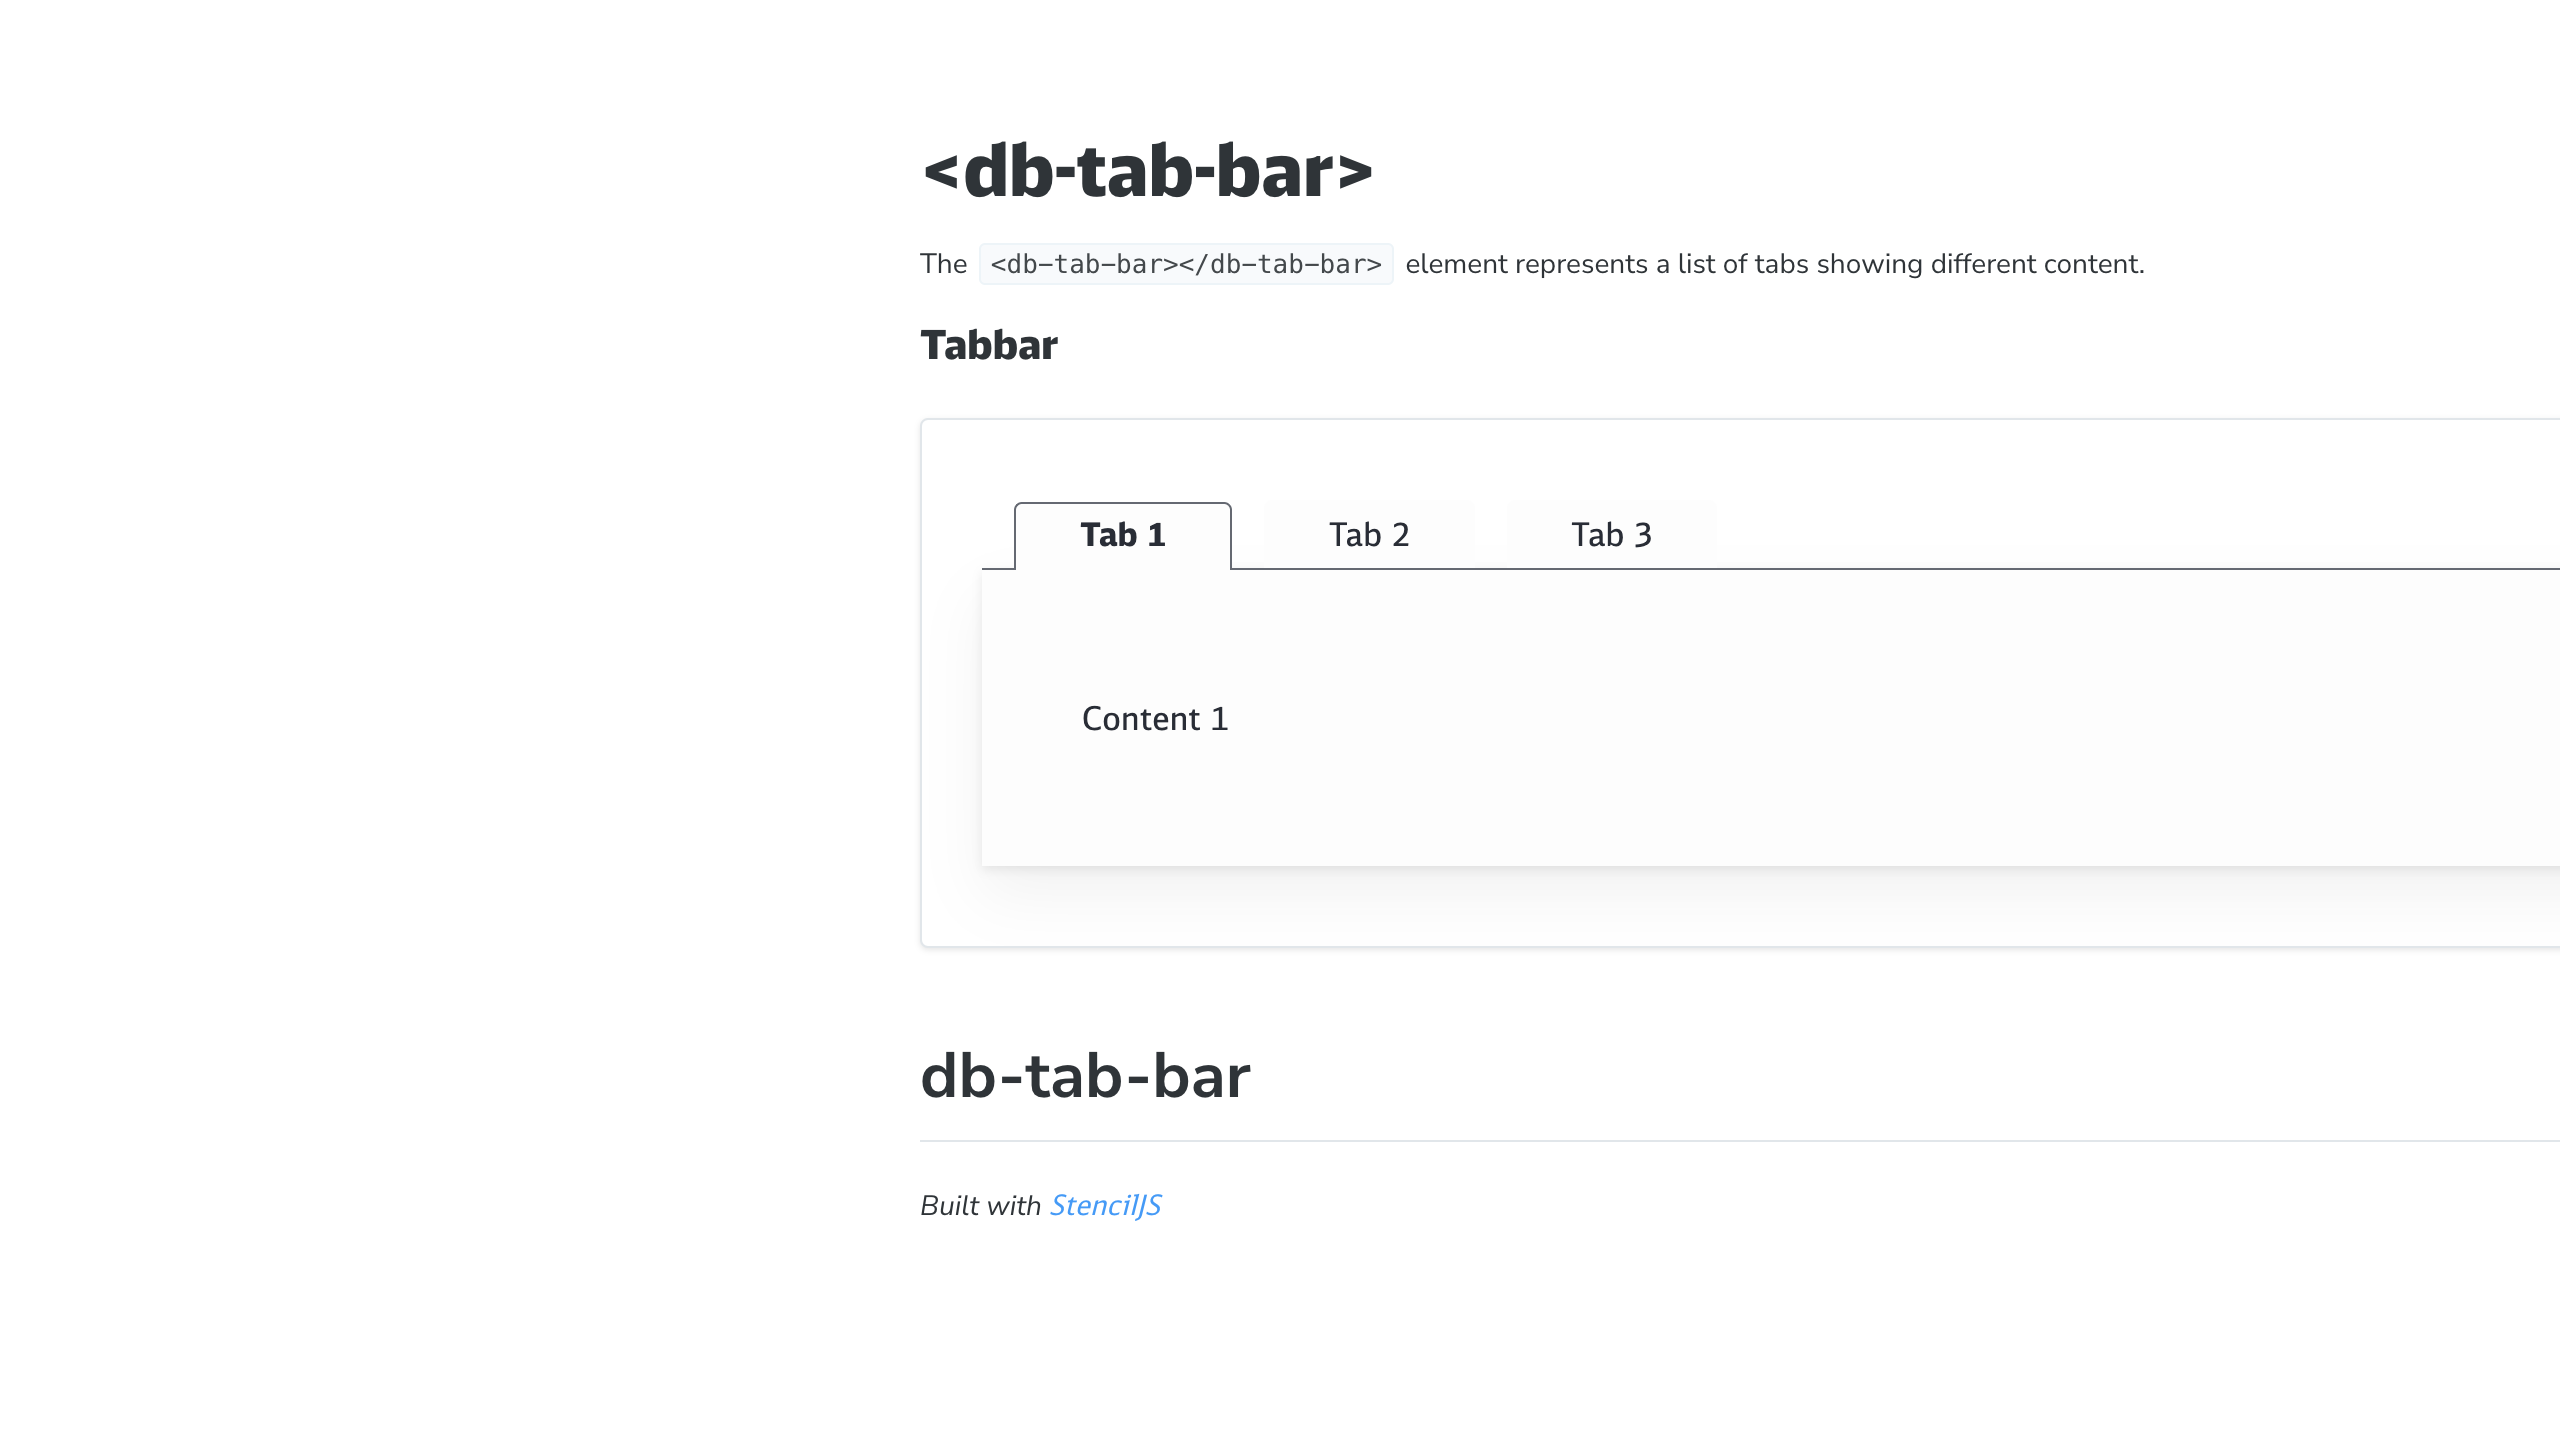 <db-tab-bar>
The <db-tab-bar></db-tab-bar> element represents a list of tabs showing different content.
Tabbar
Tab 1 Tab 2 Tab 3
Content 1
db-tab-bar
Built with StencilJS